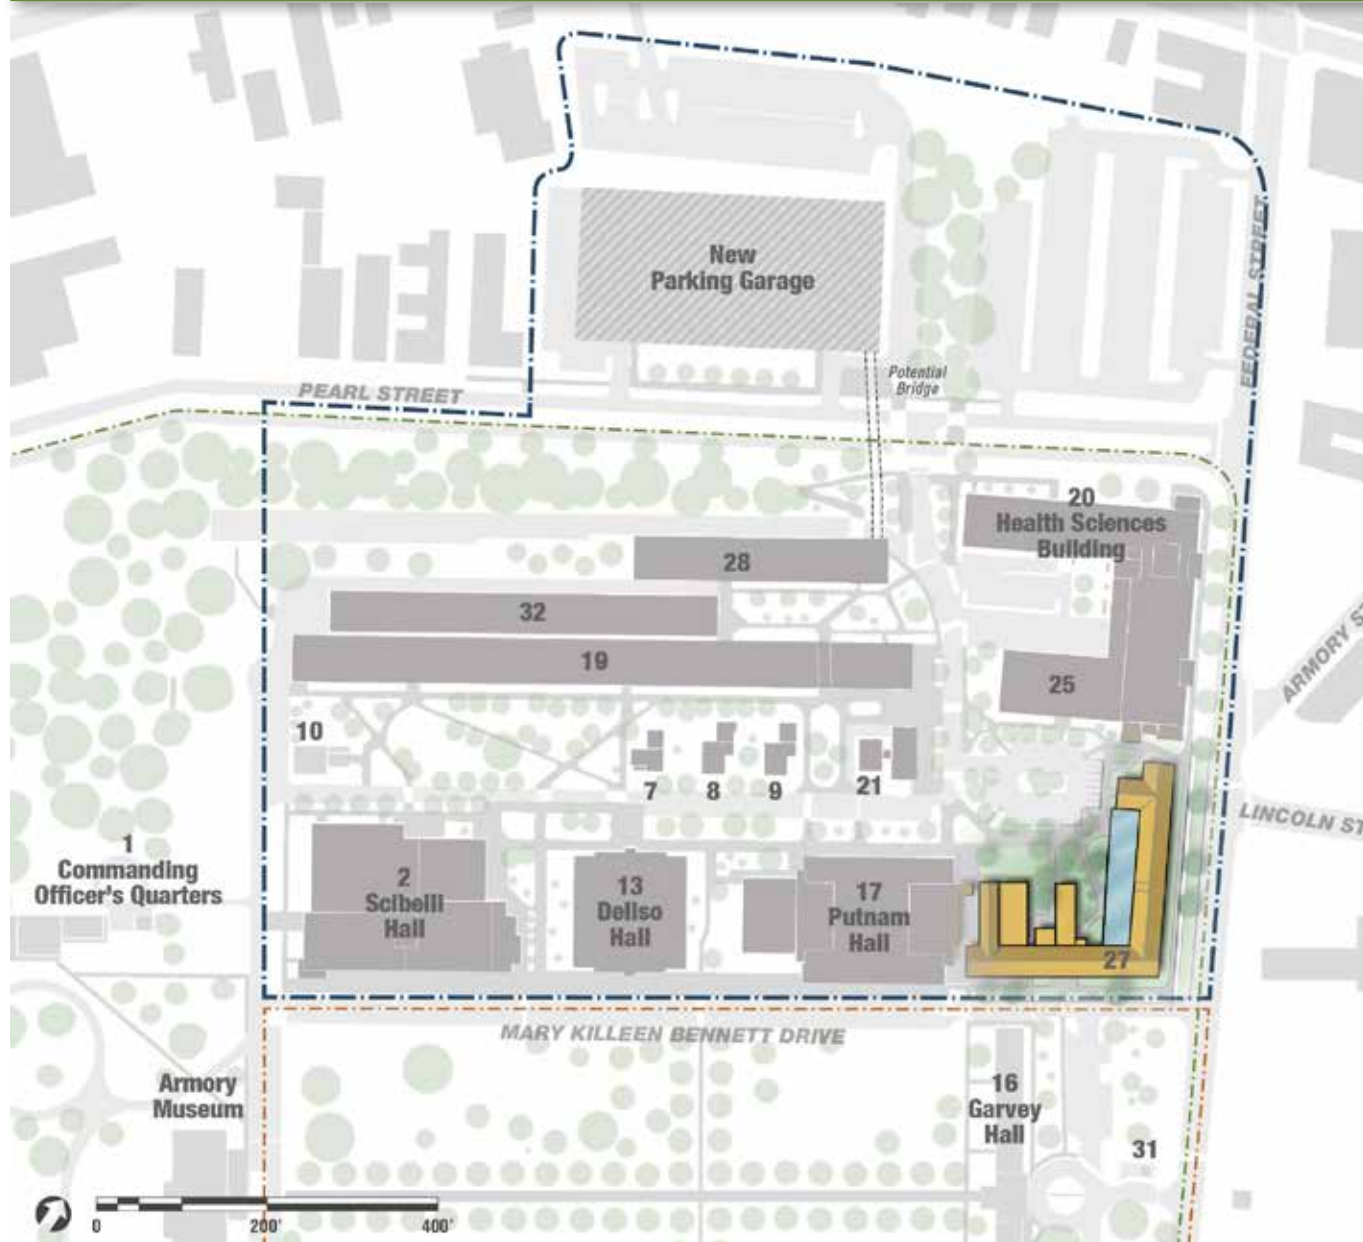 New
Parking Garage
FEDERAL STREET
Potential
Bridge
PEARL STREET
20
Health Sciences
Building
28
32
19
25
ARMORY S
10
7
8
9
21
LINCOLN ST
1
Commanding
Officer's Quarters
2
Scibelli
Hall
13
Deliso
Hall
17
Putnam
Hall
27
MARY KILLEEN BENNETT DRIVE
Armory
Museum
16
Garvey
Hall
31
0
200'
400'